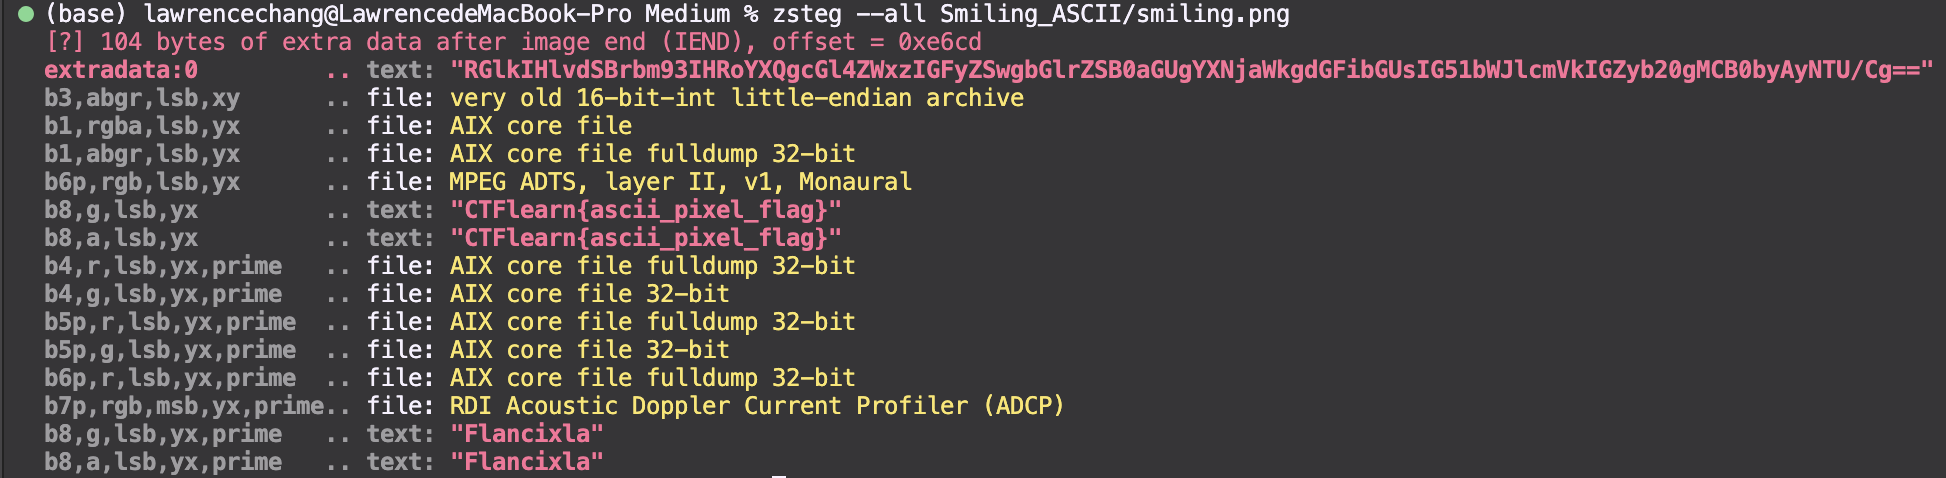 (base) lawrencechang@LawrencedeMacBook-Pro Medium % zsteg --all Smiling_ASCII/smiling.png
[?] 104 bytes of extra data after image end (IEND), offset = 0xe6cd
extradata:0 .. text: "RGlkIHlvdSBrbm93IHRoYXQgcGl4ZWxzIGFyZSwgbGlrZSB0aGUgYXNjaWkgdGFibGUsIG51bWJlcmVkIGZyb20gMCB0byAyNTU/Cg=="
b3,abgr,lsb,xy .. file: very old 16-bit-int little-endian archive
b1,rgba,lsb,yx .. file: AIX core file
b1,abgr,lsb,yx .. file: AIX core file fulldump 32-bit
b6p,rgb,lsb,yx .. file: MPEG ADTS, layer II, v1, Monaural
b8,g,lsb,yx .. text: "CTFlearn{ascii_pixel_flag}"
b8,a,lsb,yx .. text: "CTFlearn{ascii_pixel_flag}"
b4,r,lsb,yx,prime .. file: AIX core file fulldump 32-bit
b4,g,lsb,yx,prime .. file: AIX core file 32-bit
b5p,r,lsb,yx,prime .. file: AIX core file fulldump 32-bit
b5p,g,lsb,yx,prime .. file: AIX core file 32-bit
b6p,r,lsb,yx,prime .. file: AIX core file fulldump 32-bit
b7p,rgb,msb,yx,prime.. file: RDI Acoustic Doppler Current Profiler (ADCP)
b8,g,lsb,yx,prime .. text: "Flancixla"
b8,a,lsb,yx,prime .. text: "Flancixla"